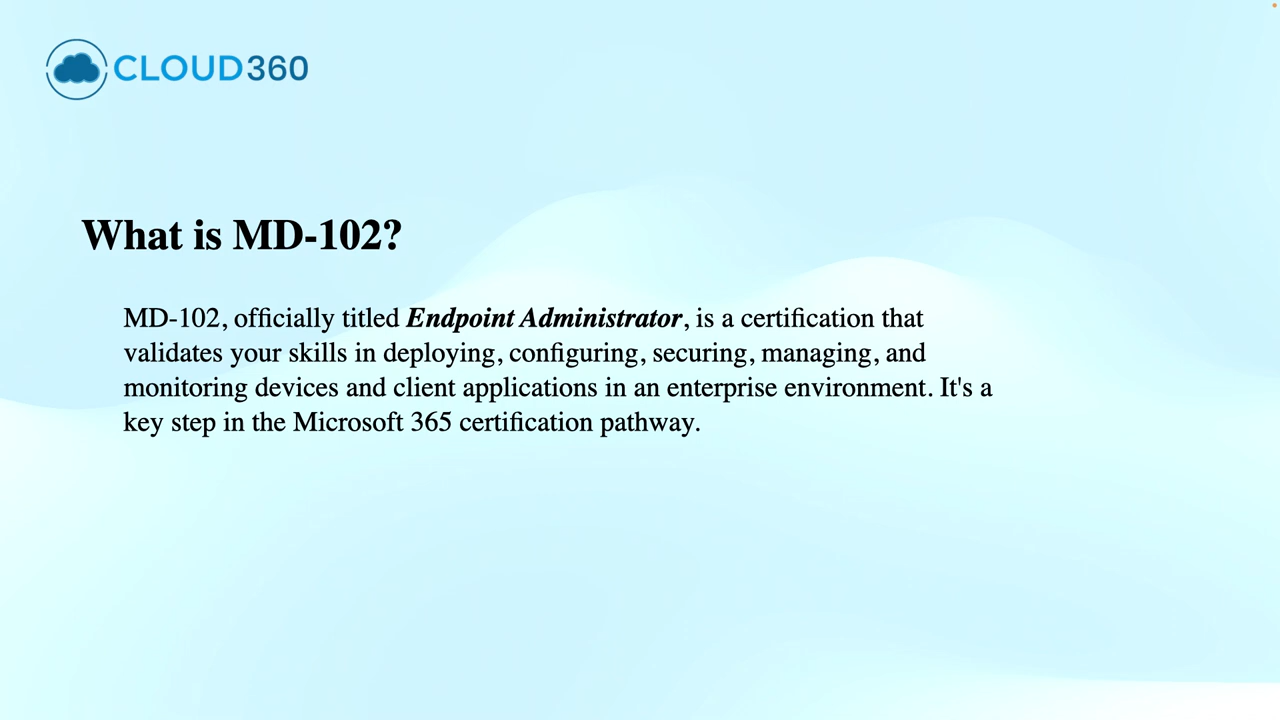 CLOUD360
What is MD-102?
MD-102, officially titled Endpoint Administrator, is a certification that
validates your skills in deploying, configuring, securing, managing, and
monitoring devices and client applications in an enterprise environment. It's a
key step in the Microsoft 365 certification pathway.